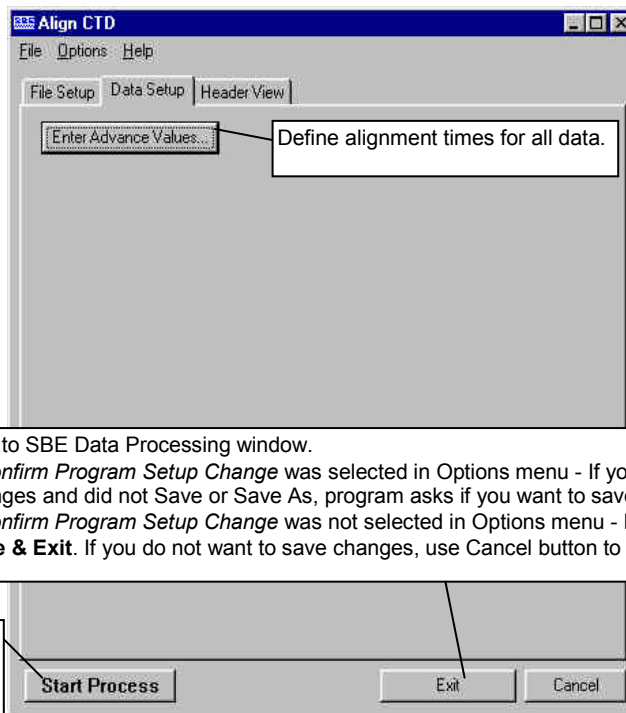 Align CTD
File Options Help
File Setup Data Setup Header View
Enter Advance Values...
Define alignment times for all data.
to SBE Data Processing window.
nfirm Program Setup Change was selected in Options menu - If yo
nges and did not Save or Save As, program asks if you want to sav
nfirm Program Setup Change was not selected in Options menu -
e & Exit. If you do not want to save changes, use Cancel button to
Start Process Exit Cancel